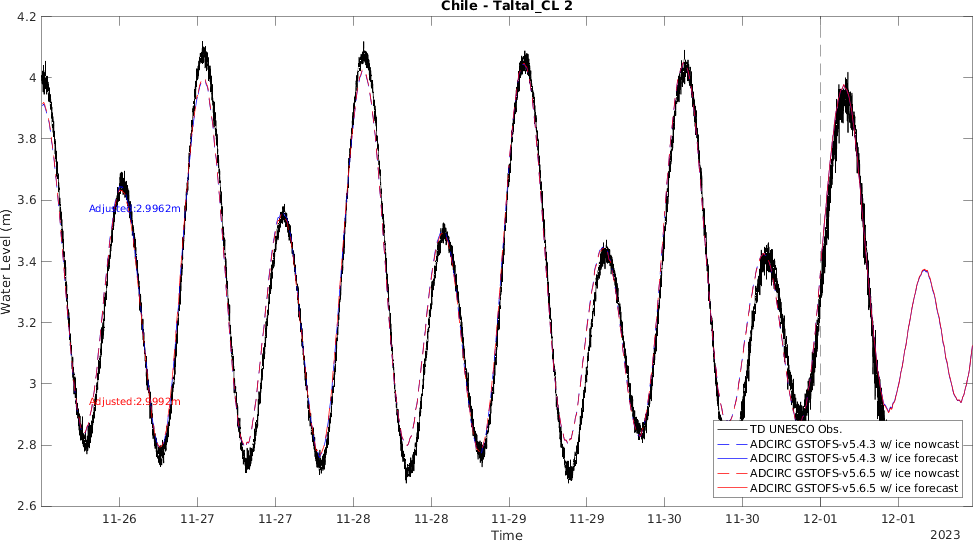 Chile - Taltal_CL 2
4.2
4
3.8
3.6
3.4
3.2
3
2.8
2.6
Water Level (m)
Adjusted:2.9962m
Adjusted:2.9992m
TD UNESCO Obs.
ADCIRC GSTOFS-v5.4.3 w/ ice nowcast
ADCIRC GSTOFS-v5.4.3 w/ ice forecast
ADCIRC GSTOFS-v5.6.5 w/ ice nowcast
ADCIRC GSTOFS-v5.6.5 w/ ice forecast
11-26 11-27 11-27 11-28 11-28 11-29 11-29 11-30 11-30 12-01 12-01
Time
2023